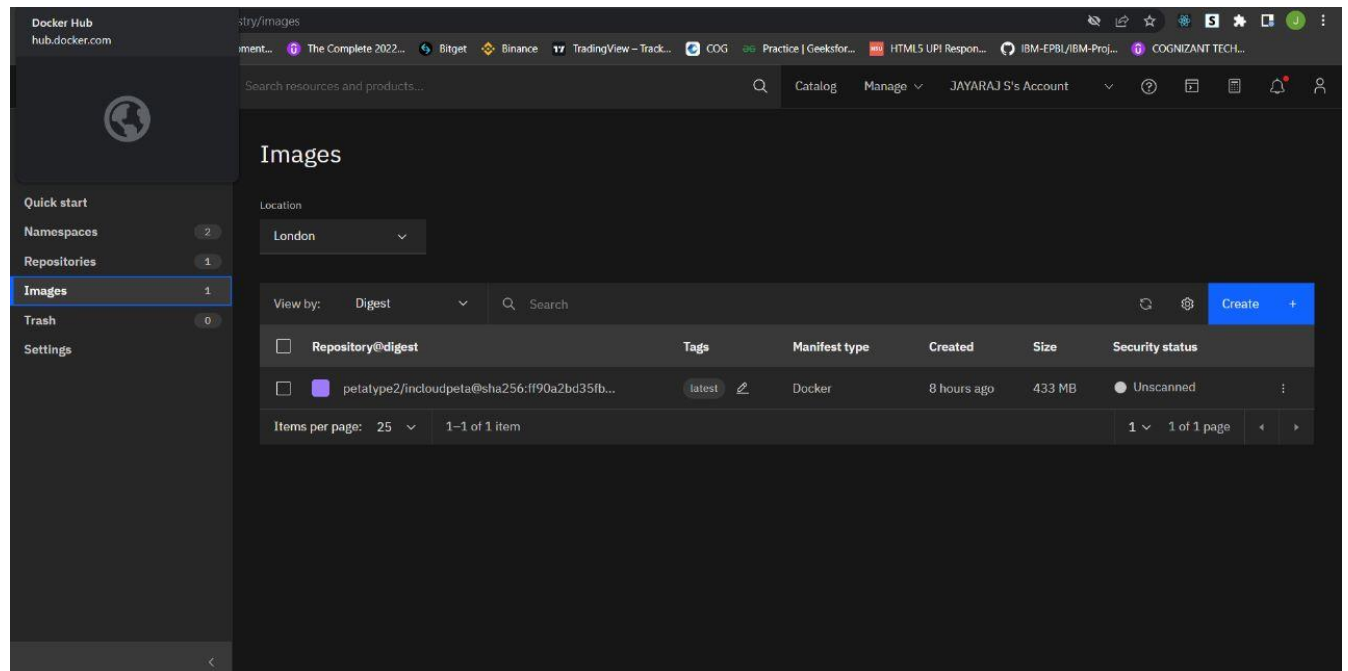 Docker Hub
hub.docker.com
stry/images
ment... The Complete 2022... Bitget Binance TradingView – Track... COG Practice | Geeksfor... HTML5 UP! Respon... IBM-EPBL/IBM-Proj... COGNIZANT TECH...
Search resources and products...
Catalog Manage JAYARAJ S's Account
Images
Quick start
Namespaces 2
Repositories 1
Images 1
Trash 0
Settings
Location
London
View by: Digest Search Create +
Repository@digest Tags Manifest type Created Size Security status
petatype2/incloudpeta@sha256:ff90a2bd35fb... latest Docker 8 hours ago 433 MB Unscanned
Items per page: 25 1–1 of 1 item 1 1 of 1 page